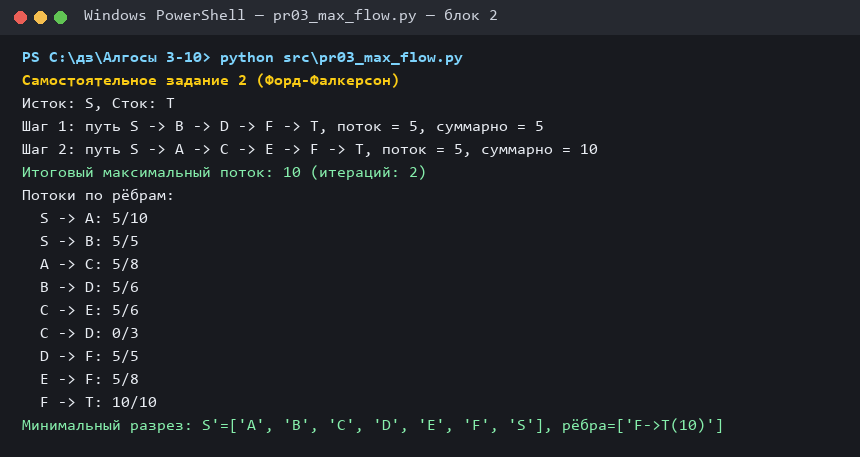 Windows PowerShell — pr03_max_flow.py — блок 2
PS C:\дз\Алгосы 3-10> python src\pr03_max_flow.py
Самостоятельное задание 2 (Форд-Фалкерсон)
Исток: S, Сток: T
Шаг 1: путь S -> B -> D -> F -> T, поток = 5, суммарно = 5
Шаг 2: путь S -> A -> C -> E -> F -> T, поток = 5, суммарно = 10
Итоговый максимальный поток: 10 (итераций: 2)
Потоки по рёбрам:
S -> A: 5/10
S -> B: 5/5
A -> C: 5/8
B -> D: 5/6
C -> E: 5/6
C -> D: 0/3
D -> F: 5/5
E -> F: 5/8
F -> T: 10/10
Минимальный разрез: S'=['A', 'B', 'C', 'D', 'E', 'F', 'S'], рёбра=['F->T(10)']